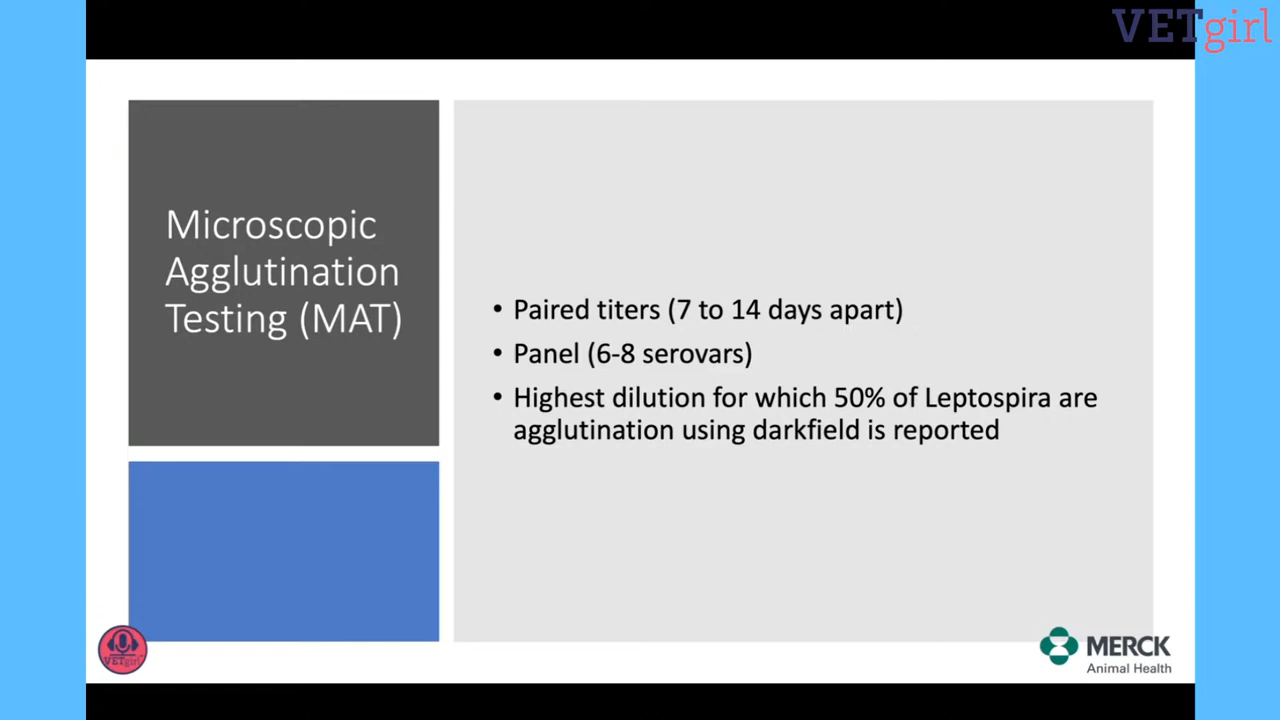 VETgirl
Microscopic
Agglutination
Testing (MAT)
• Paired titers (7 to 14 days apart)
• Panel (6-8 serovars)
• Highest dilution for which 50% of Leptospira are
agglutination using darkfield is reported
VETgirl
MERCK
Animal Health